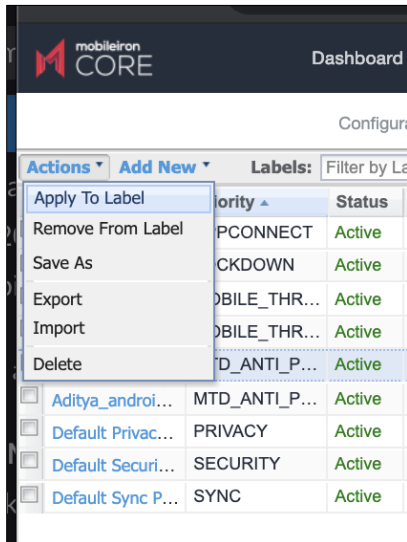 mobileiron
CORE
Dashboard
Configura
Actions Add New Labels: Filter by La
Apply To Label
Remove From Label
Save As
Export
Import
Delete
iority Status
PPCONNECT Active
CKDOWN Active
OBILE_THR... Active
OBILE_THR... Active
TD_ANTI_P... Active
Aditya_androi... MTD_ANTI_P... Active
Default Privac... PRIVACY Active
Default Securi... SECURITY Active
Default Sync P... SYNC Active